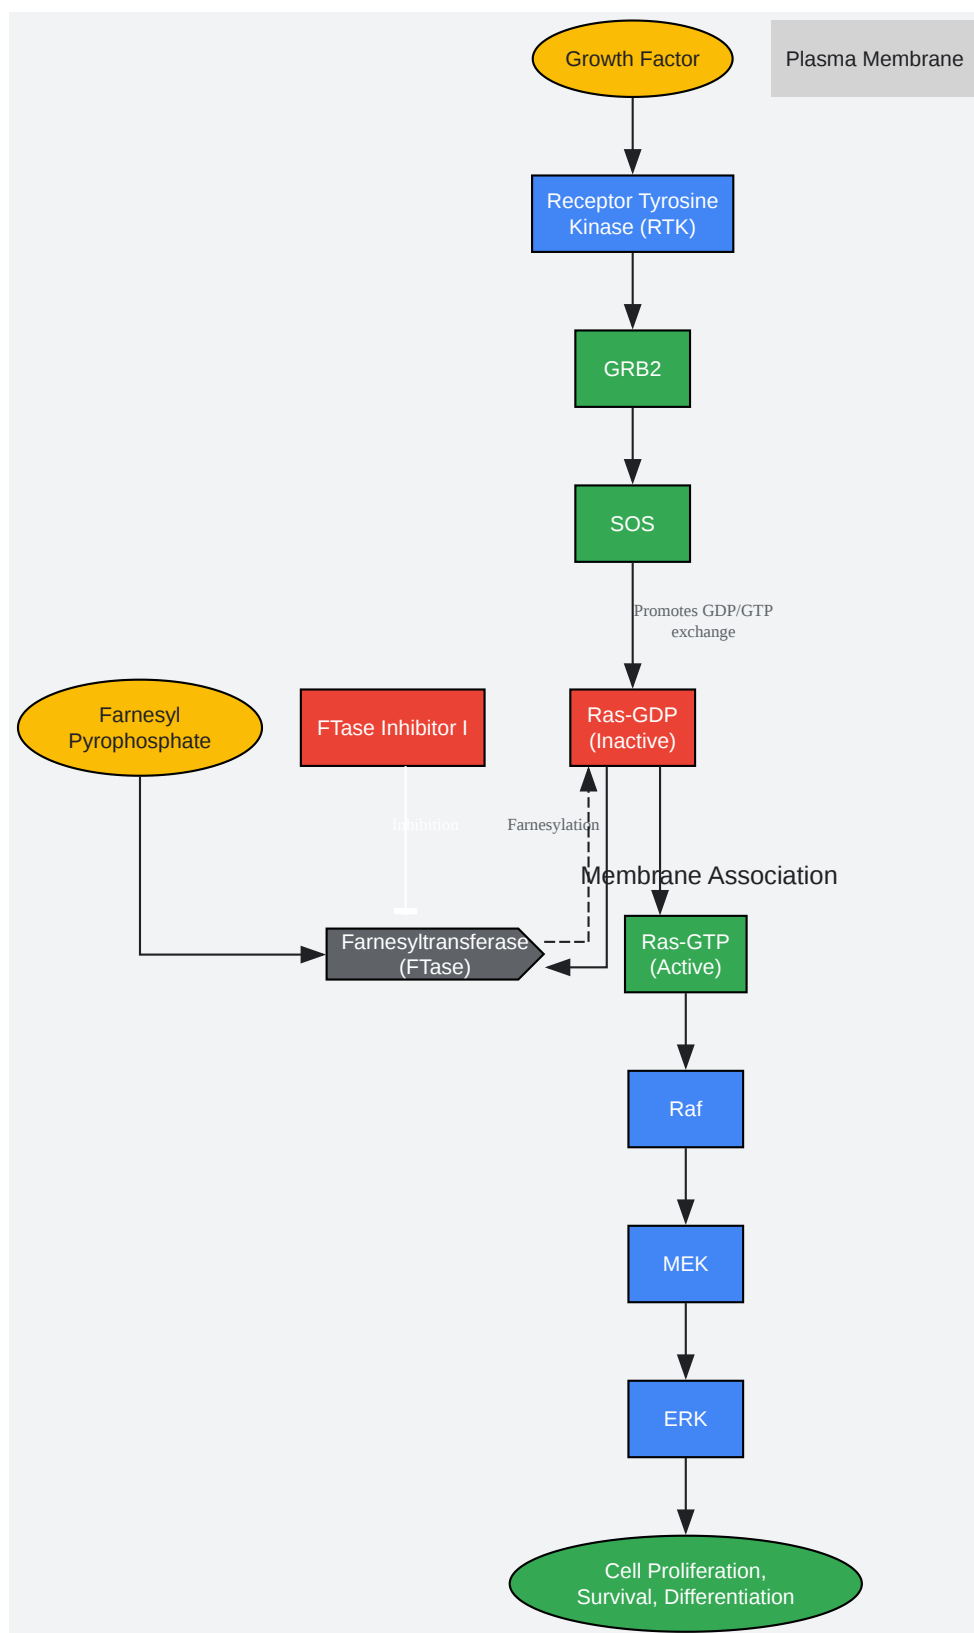 Growth Factor
Plasma Membrane
Receptor Tyrosine
Kinase (RTK)
GRB2
SOS
Promotes GDP/GTP
exchange
Farnesyl
Pyrophosphate
FTase Inhibitor I
Ras-GDP
(Inactive)
Inhibition
Farnesylation
Membrane Association
Farnesyltransferase
(FTase)
Ras-GTP
(Active)
Raf
MEK
ERK
Cell Proliferation,
Survival, Differentiation